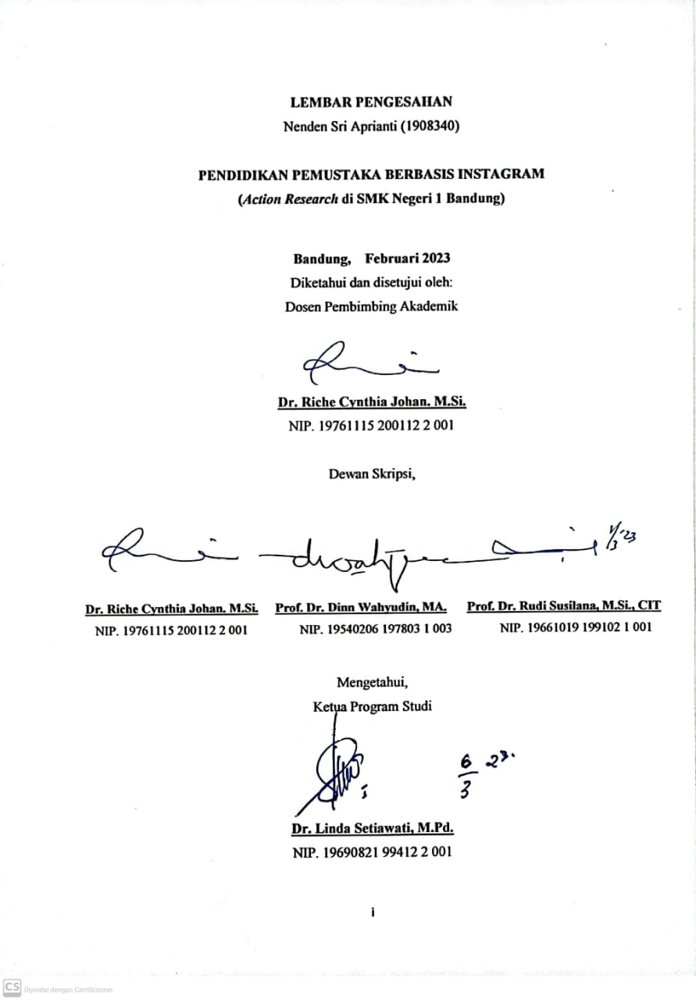 LEMBAR PENGESAHAN
Nenden Sri Aprianti (1908340)
PENDIDIKAN PEMUSTAKA BERBASIS INSTAGRAM
(Action Research di SMK Negeri 1 Bandung)
Bandung, Februari 2023
Diketahui dan disetujui oleh:
Dosen Pembimbing Akademik
Dr. Riche Cynthia Johan. M.Si.
NIP. 19761115 200112 2 001
Dewan Skripsi,
1/3 '23
Dr. Riche Cynthia Johan. M.Si. Prof. Dr. Dinn Wahyudin, MA. Prof. Dr. Rudi Susilana, M.Si., CIT
NIP. 19761115 200112 2 001 NIP. 19540206 197803 1 003 NIP. 19661019 199102 1 001
Mengetahui,
Ketua Program Studi
6/3 23.
Dr. Linda Setiawati, M.Pd.
NIP. 19690821 99412 2 001
i
CS Dipindai dengan CamScanner